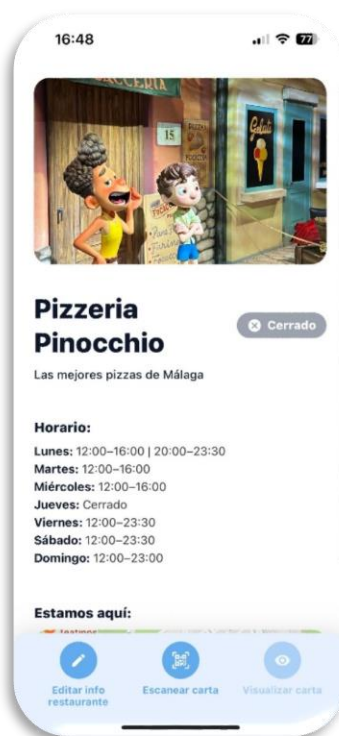 16:48
77
15
Gelati
Pizzeria
Pinocchio
Cerrado
Las mejores pizzas de Málaga
Horario:
Lunes: 12:00–16:00 | 20:00–23:30
Martes: 12:00–16:00
Miércoles: 12:00–16:00
Jueves: Cerrado
Viernes: 12:00–23:30
Sábado: 12:00–23:30
Domingo: 12:00–23:00
Estamos aquí:
Editar info
restaurante
Escanear carta
Visualizar carta